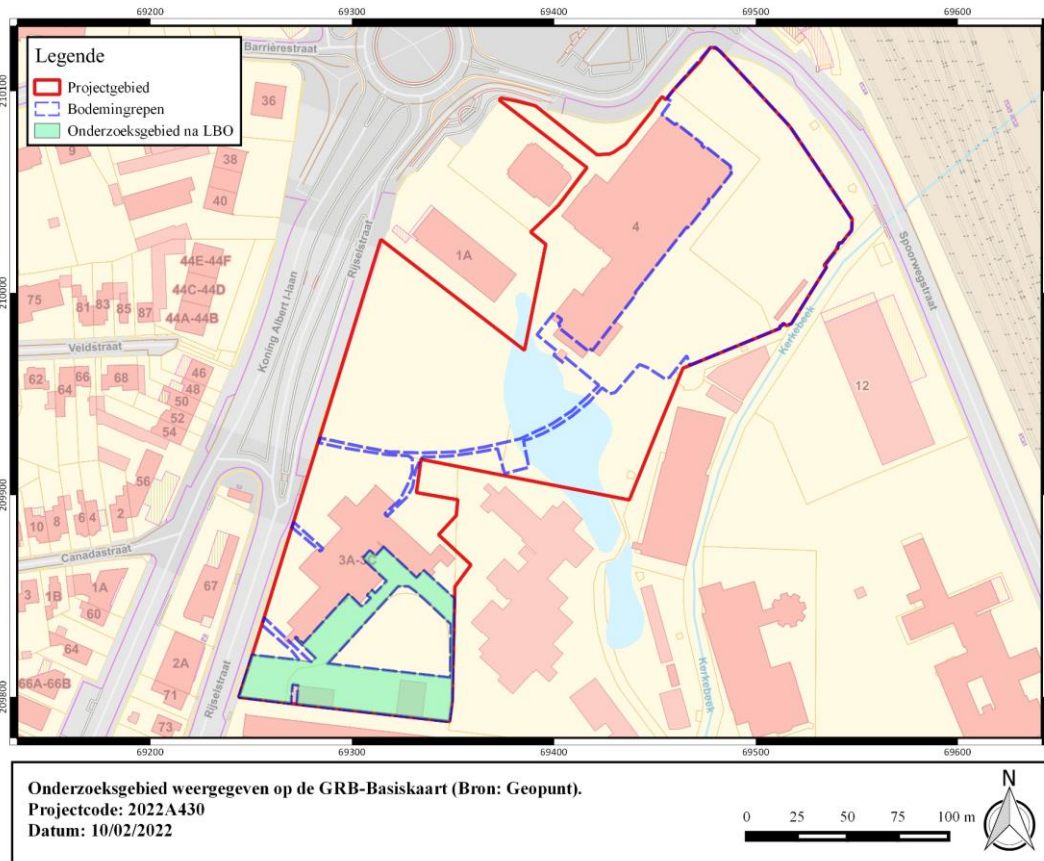 69200 69300 69400 69500 69600
Legende
Projectgebied
Bodemingrepen
Onderzoeksgebied na LBO
Barrièrestraat
210100
36
9
38
40
4
Rijselstraat
1A
Koning Albert I-laan
Spoorwegstraat
44E-44F
44C-44D
44A-44B
75
81
83
85
87
210000
210000
Veldstraat
Kerkebeek
62
64
66
68
46
48
50
52
54
12
56
209900
209900
10
8
6
4
2
Canadastraat
3A-3C
3
1B
1A
60
67
64
2A
66A-66B
71
Rijselstraat
73
Kerkebeek
209800
209800
69200 69300 69400 69500 69600
Onderzoeksgebied weergegeven op de GRB-Basiskaart (Bron: Geopunt).
Projectcode: 2022A430
Datum: 10/02/2022
N
0 25 50 75 100 m